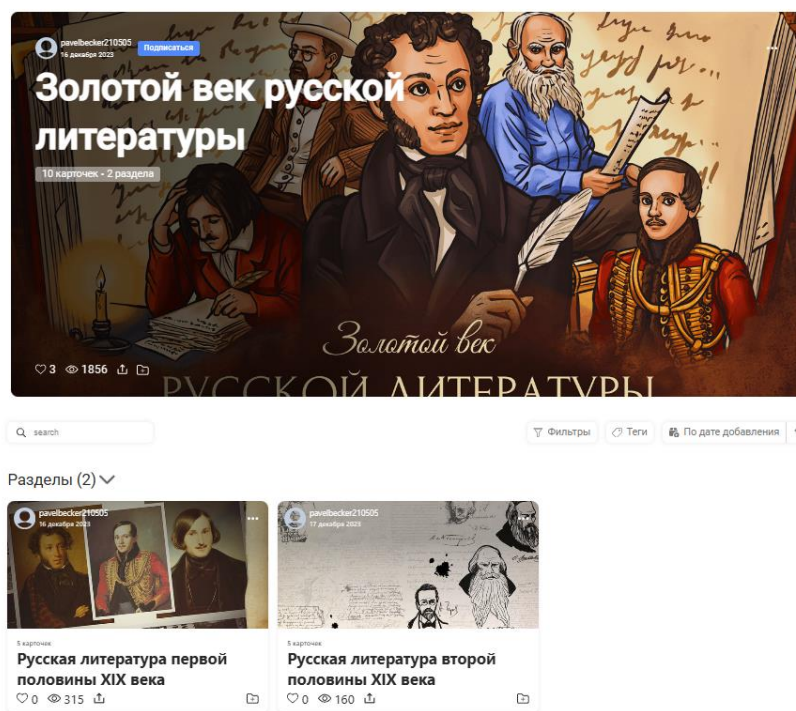 pavelbecker210505
16 декабря 2023
Подписаться
Золотой век русской
литературы
10 карточек • 2 раздела
Золотой век
РУССКОЙ ЛИТЕРАТУРЫ
3 1856
search
Фильтры
Теги
По дате добавления
Разделы (2)
pavelbecker210505
16 декабря 2023
5 карточек
Русская литература первой
половины XIX века
0 315
pavelbecker210505
17 декабря 2023
5 карточек
Русская литература второй
половины XIX века
0 160